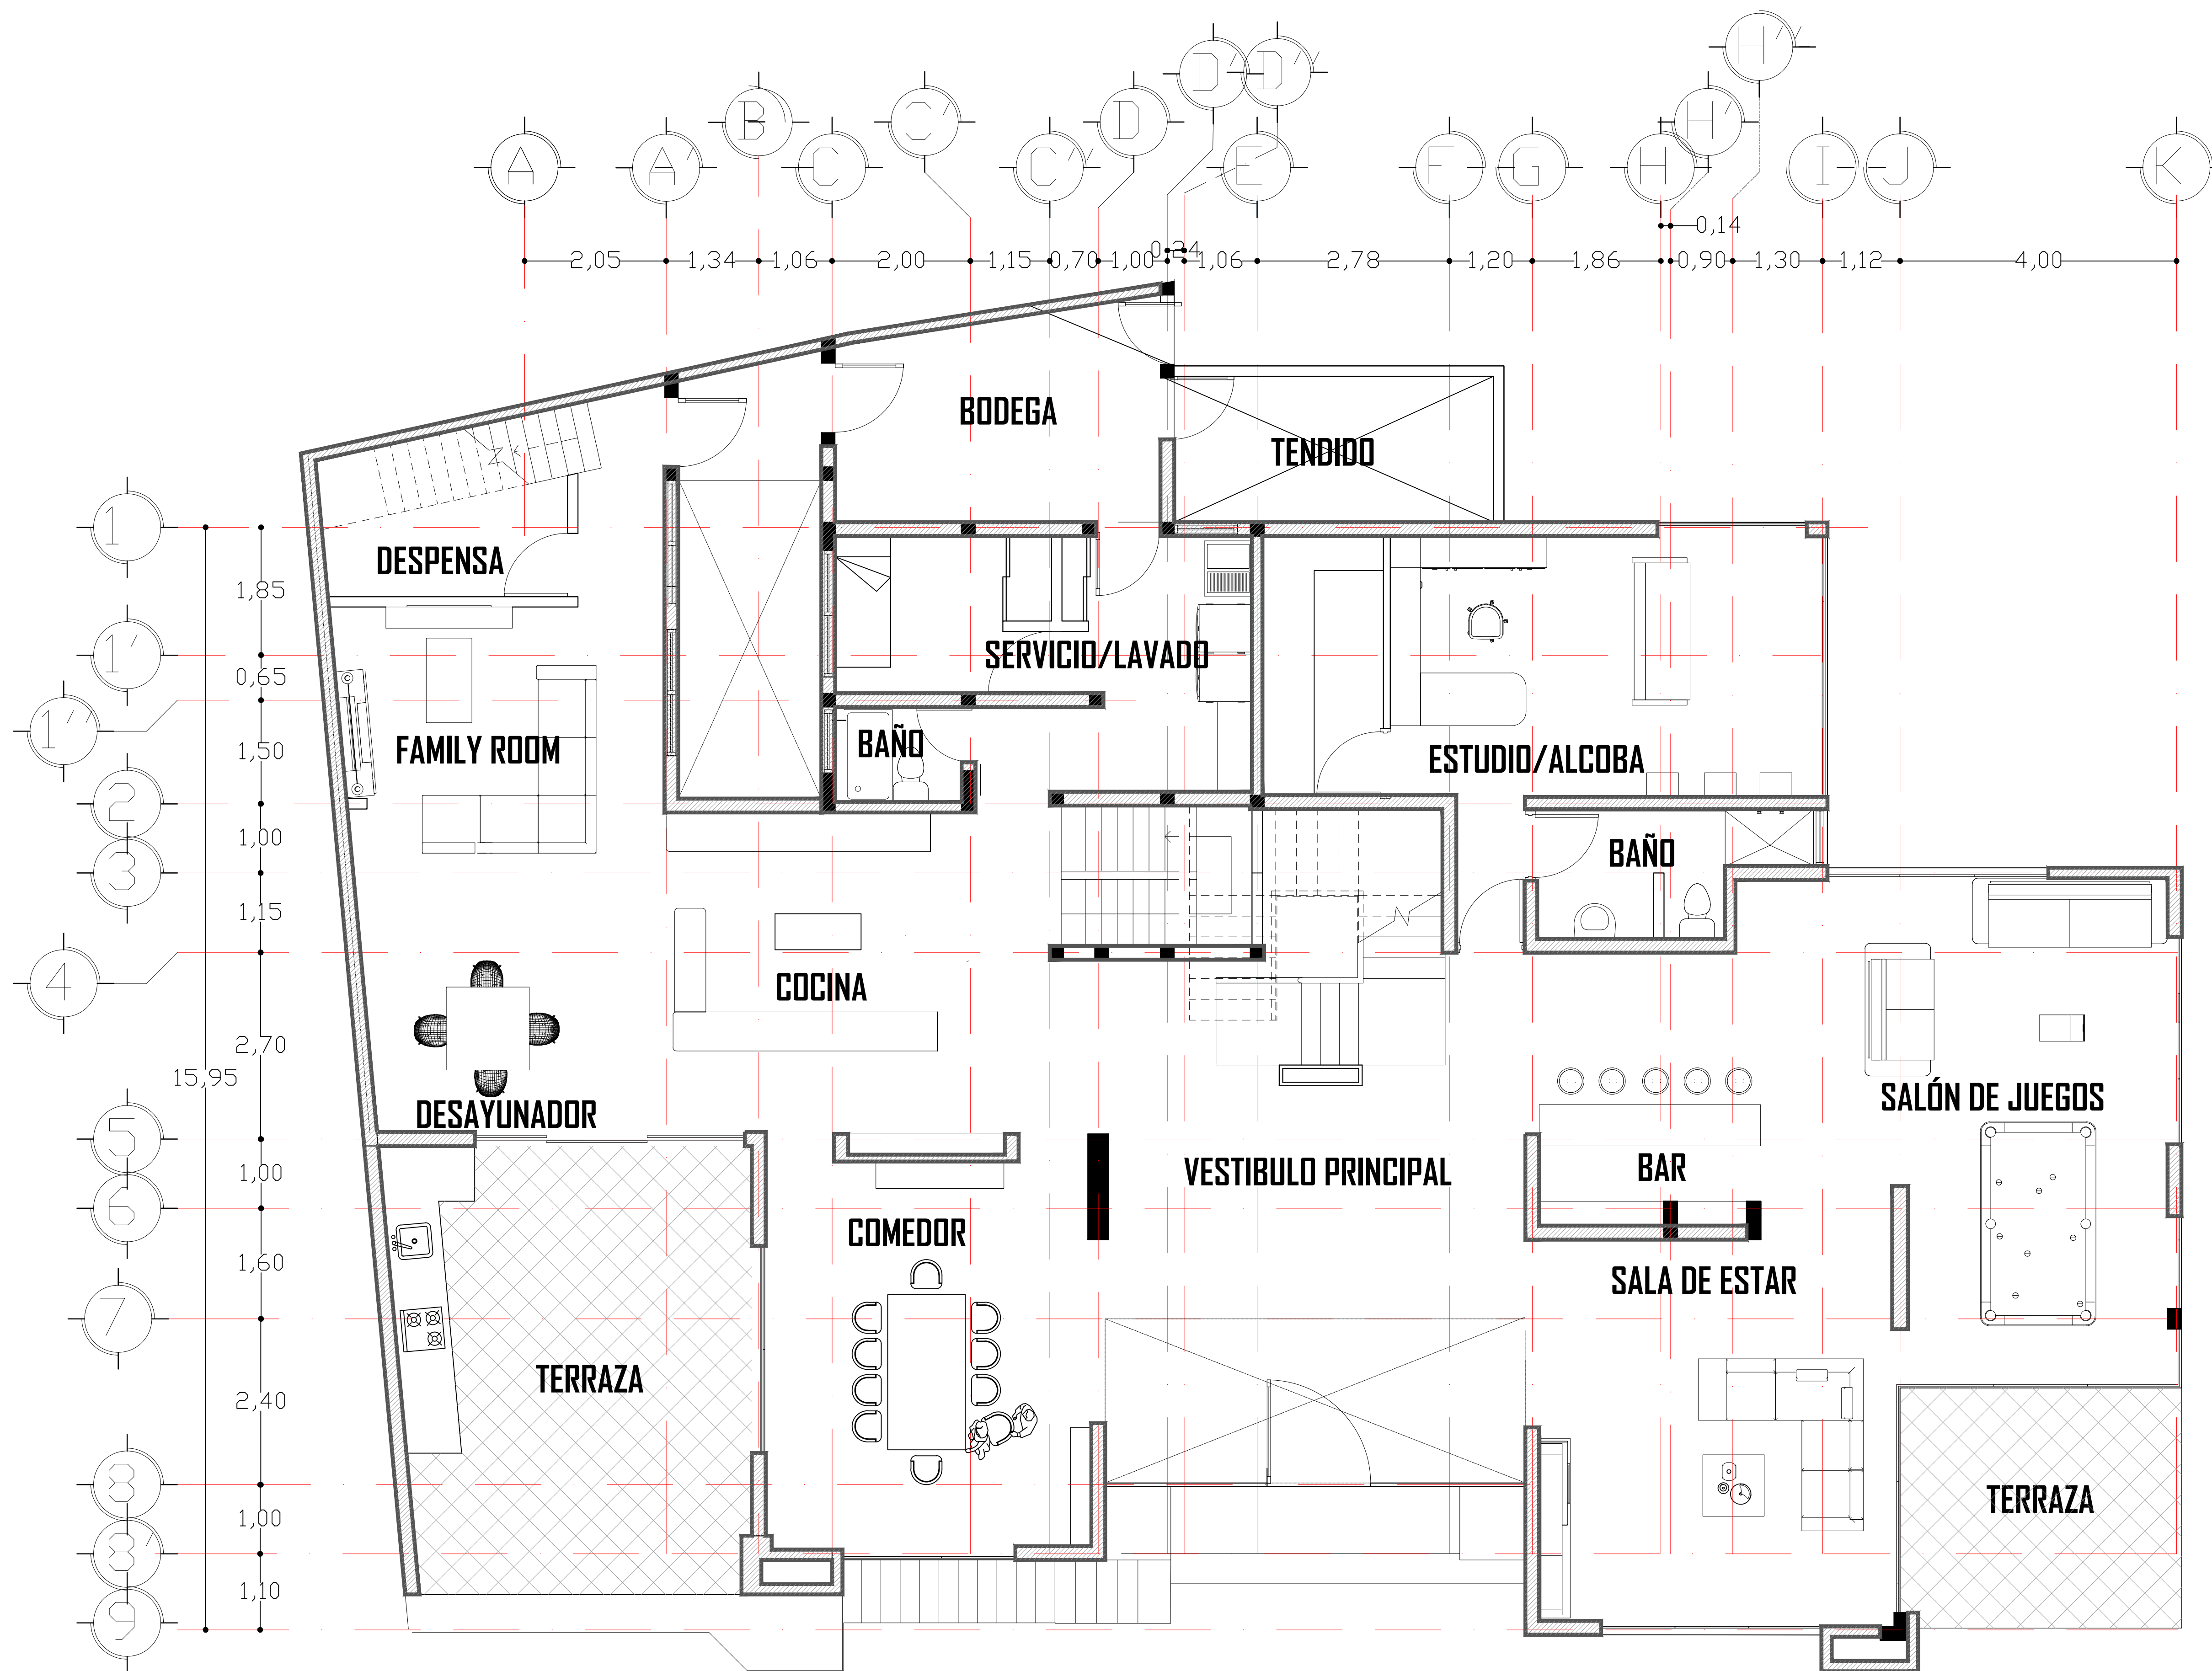 H''
D' D''
B C' D H'
A A' C C'' E F G H I J K
0,14
0,24
2,05 1,34 1,06 2,00 1,15 0,70 1,00 1,06 2,78 1,20 1,86 0,90 1,30 1,12 4,00
BODEGA
TENDIDO
1
DESPENSA
1,85
1'
SERVICIO/LAVADO
0,65
1''
BAÑO
FAMILY ROOM
1,50
ESTUDIO/ALCOBA
2
1,00
BAÑO
3
1,15
4
COCINA
2,70
15,95
SALÓN DE JUEGOS
DESAYUNADOR
5
1,00
VESTIBULO PRINCIPAL
BAR
6
COMEDOR
1,60
SALA DE ESTAR
7
TERRAZA
2,40
8
TERRAZA
1,00
8'
1,10
9